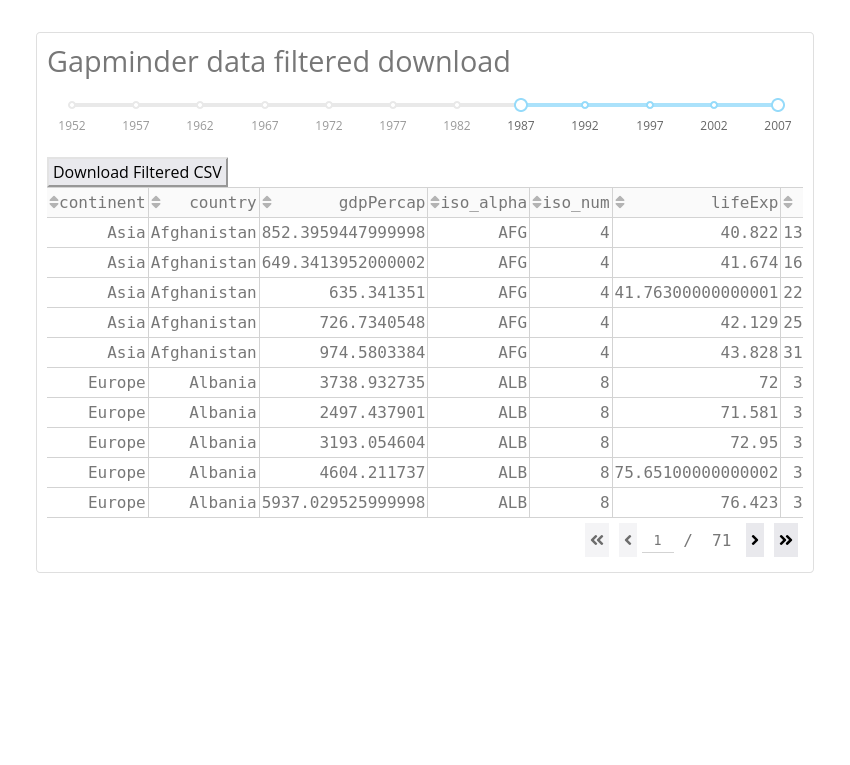 Gapminder data filtered download
1952 1957 1962 1967 1972 1977 1982 1987 1992 1997 2002 2007
Download Filtered CSV
continent country gdpPercap iso_alpha iso_num lifeExp
Asia Afghanistan 852.3959447999998 AFG 4 40.822 13
Asia Afghanistan 649.3413952000002 AFG 4 41.674 16
Asia Afghanistan 635.341351 AFG 4 41.76300000000001 22
Asia Afghanistan 726.7340548 AFG 4 42.129 25
Asia Afghanistan 974.5803384 AFG 4 43.828 31
Europe Albania 3738.932735 ALB 8 72 3
Europe Albania 2497.437901 ALB 8 71.581 3
Europe Albania 3193.054604 ALB 8 72.95 3
Europe Albania 4604.211737 ALB 8 75.65100000000002 3
Europe Albania 5937.029525999998 ALB 8 76.423 3
1 / 71